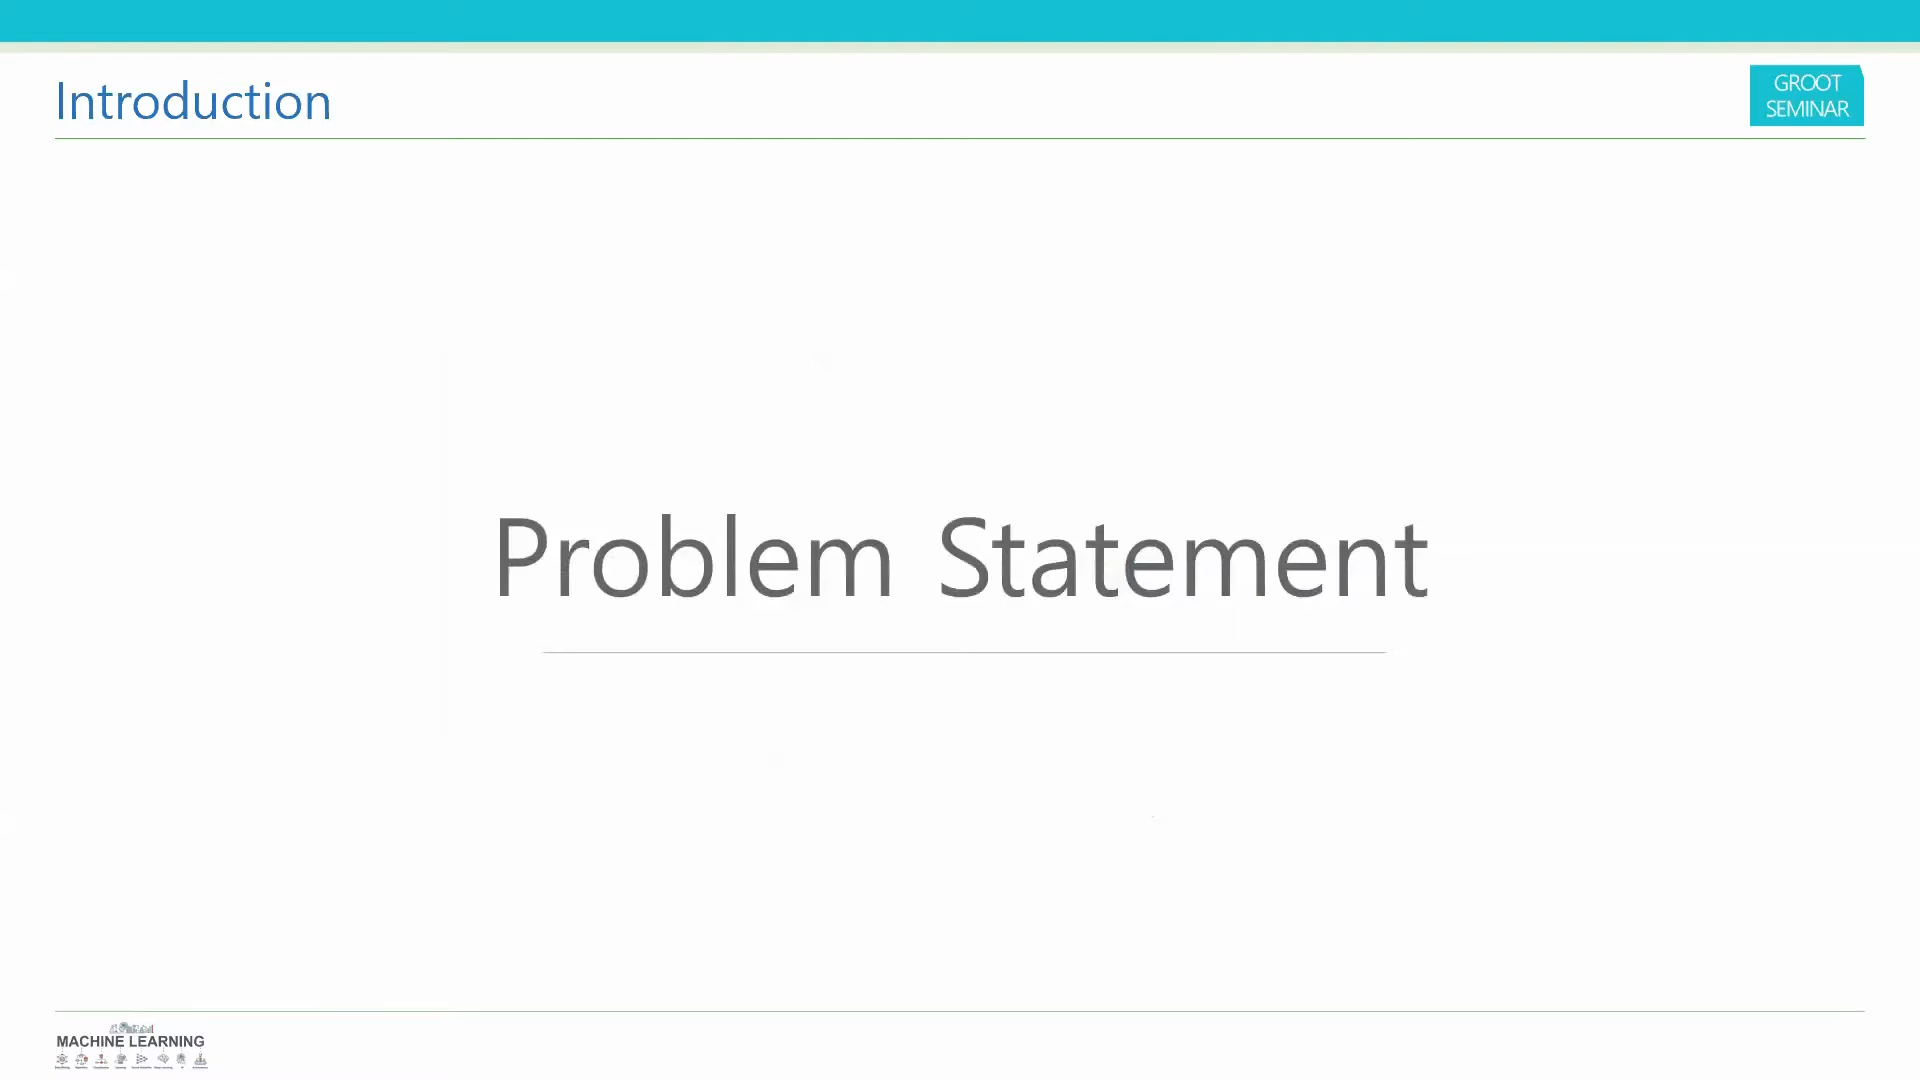 Introduction
GROOT
SEMINAR
Problem Statement
MACHINE LEARNING